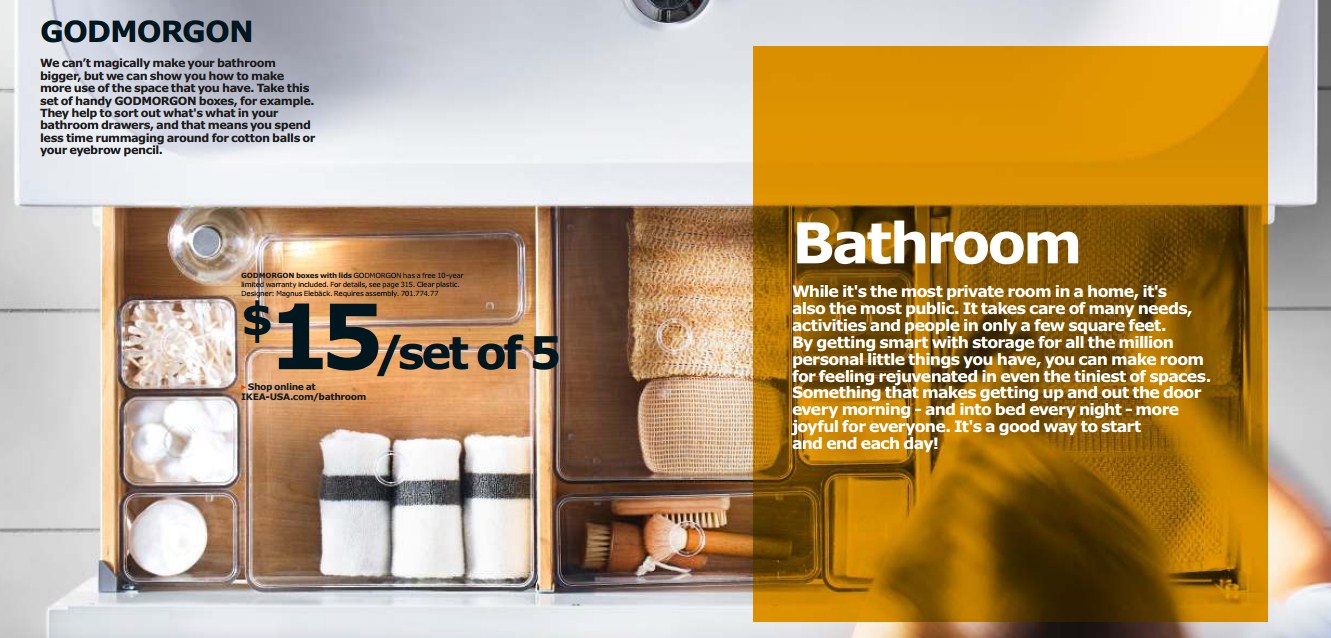 GODMORGON
We can't magically make your bathroom
bigger, but we can show you how to make
more use of the space that you have. Take this
set of handy GODMORGON boxes, for example.
They help to sort out what's what in your
bathroom drawers, and that means you spend
less time rummaging around for cotton balls or
your eyebrow pencil.
GODMORGON boxes with lids GODMORGON has a free 10-year
limited warranty included. For details, see page 315. Clear plastic.
Designer: Magnus Elebäck. Requires assembly. 701.774.77
$15/set of 5
Shop online at
IKEA-USA.com/bathroom
Bathroom
While it's the most private room in a home, it's
also the most public. It takes care of many needs,
activities and people in only a few square feet.
By getting smart with storage for all the million
personal little things you have, you can make room
for feeling rejuvenated in even the tiniest of spaces.
Something that makes getting up and out the door
every morning – and into bed every night – more
joyful for everyone. It's a good way to start
and end each day!